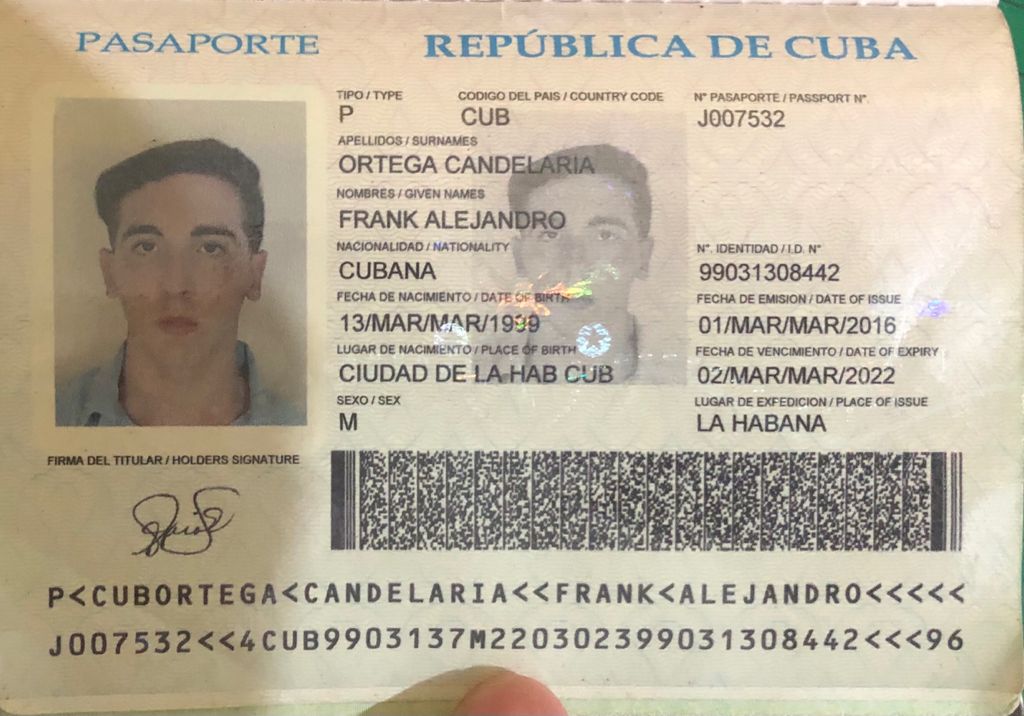 PASAPORTE REPÚBLICA DE CUBA
TIPO / TYPE CODIGO DEL PAIS / COUNTRY CODE Nº PASAPORTE / PASSPORT Nº.
P CUB J007532
APELLIDOS / SURNAMES
ORTEGA CANDELARIA
NOMBRES / GIVEN NAMES
FRANK ALEJANDRO
NACIONALIDAD / NATIONALITY Nº. IDENTIDAD / I.D. Nº
CUBANA 99031308442
FECHA DE NACIMIENTO / DATE OF BIRTH FECHA DE EMISION / DATE OF ISSUE
13/MAR/MAR/1999 01/MAR/MAR/2016
LUGAR DE NACIMIENTO / PLACE OF BIRTH FECHA DE VENCIMIENTO / DATE OF EXPIRY
CIUDAD DE LA HAB CUB 02/MAR/MAR/2022
SEXO / SEX LUGAR DE EXFEDICION / PLACE OF ISSUE
M LA HABANA
FIRMA DEL TITULAR / HOLDERS SIGNATURE
P<CUBORTEGA<CANDELARIA<<FRANK<ALEJANDRO<<<<<
J007532<<4CUB9903137M220302399031308442<<<96